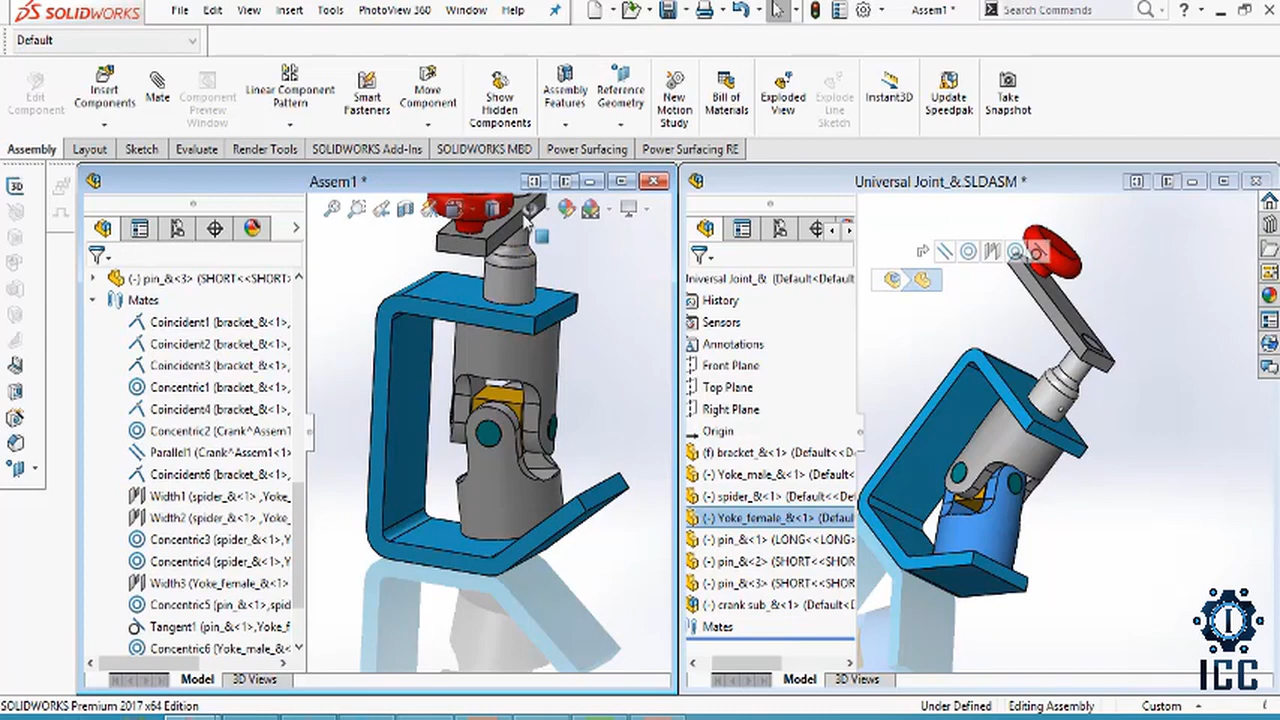 SOLIDWORKS File Edit View Insert Tools PhotoView 360 Window Help Assem1 * Search Commands ?
Default
Edit Component
Insert Components
Mate
Component Preview Window
Linear Component Pattern
Smart Fasteners
Move Component
Show Hidden Components
Assembly Features
Reference Geometry
New Motion Study
Bill of Materials
Exploded View
Explode Line Sketch
Instant3D
Update Speedpak
Take Snapshot
Assembly Layout Sketch Evaluate Render Tools SOLIDWORKS Add-Ins SOLIDWORKS MBD Power Surfacing Power Surfacing RE
Assem1 *
(-) pin_&<3> (SHORT<<SHORT>
Mates
Coincident1 (bracket_&<1>,
Coincident2 (bracket_&<1>,
Coincident3 (bracket_&<1>,
Concentric1 (bracket_&<1>,
Coincident4 (bracket_&<1>,
Concentric2 (Crank^Assem1
Parallel1 (Crank^Assem1<1>
Coincident6 (bracket_&<1>,
Width1 (spider_&<1> ,Yoke_
Width2 (spider_&<1> ,Yoke_
Concentric3 (spider_&<1>,Y
Concentric4 (spider_&<1>,Y
Width3 (Yoke_female_&<1>
Concentric5 (pin_&<1>,spid
Tangent1 (pin_&<1>,Yoke_f
Concentric6 (Yoke_male_&<
Model 3D Views
Universal Joint_&.SLDASM *
Universal Joint_& (Default<Def
History
Sensors
Annotations
Front Plane
Top Plane
Right Plane
Origin
(f) bracket_&<1> (Default<<D
(-) Yoke_male_&<1> (Default<
(-) spider_&<1> (Default<<De
(-) Yoke_female_&<1> (Defaul
(-) pin_&<1> (LONG<<LONG>
(-) pin_&<2> (SHORT<<SHOR
(-) pin_&<3> (SHORT<<SHOR
(-) crank sub_&<1> (Default<D
Mates
Model 3D Views
ICC
SOLIDWORKS Premium 2017 x64 Edition Under Defined Editing Assembly Custom